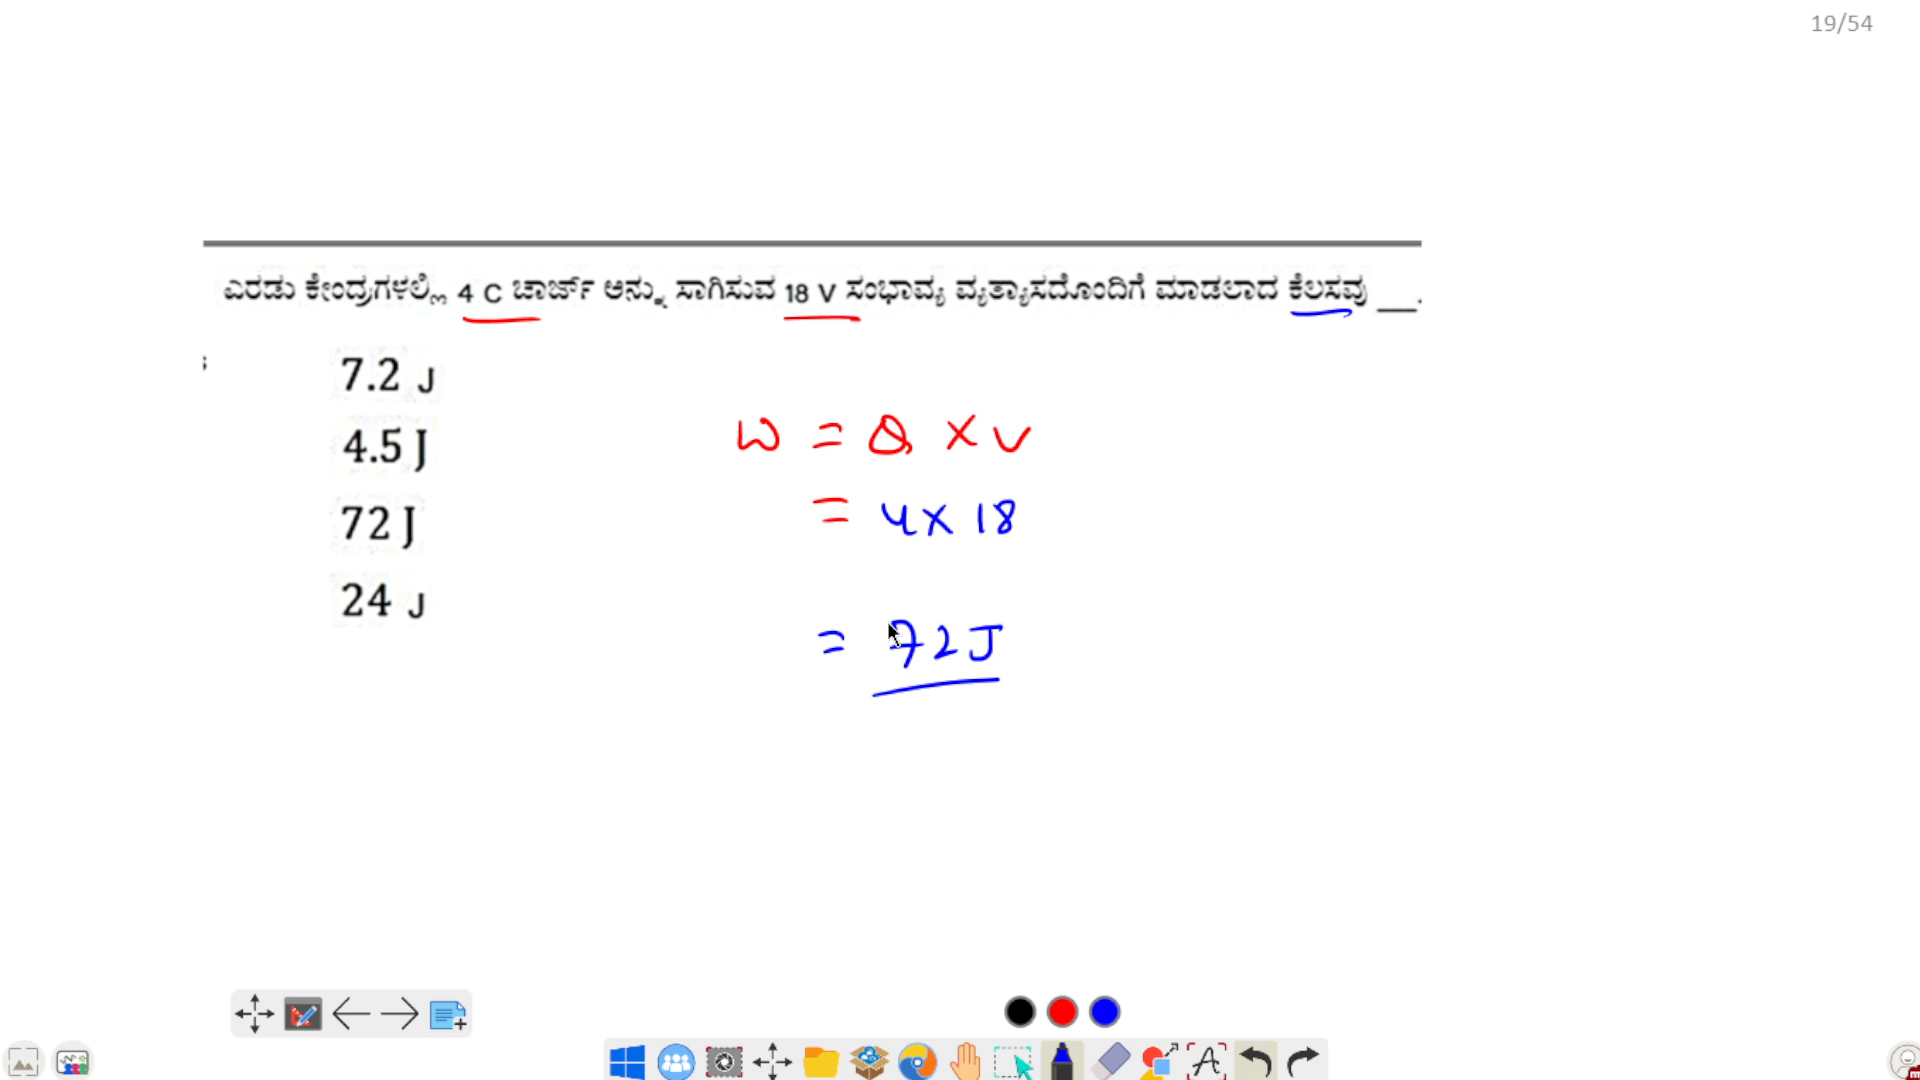 19/54
ಎರಡು ಕೇಂದ್ರಗಳಲ್ಲಿ 4 C ಚಾರ್ಜ್ ಅನ್ನು ಸಾಗಿಸುವ 18 V ಸಂಭಾವ್ಯ ವ್ಯತ್ಯಾಸದೊಂದಿಗೆ ಮಾಡಲಾದ ಕೆಲಸವು __.
7.2 J
4.5 J
72 J
24 J
W = Q × V
= 4 × 18
= 72 J